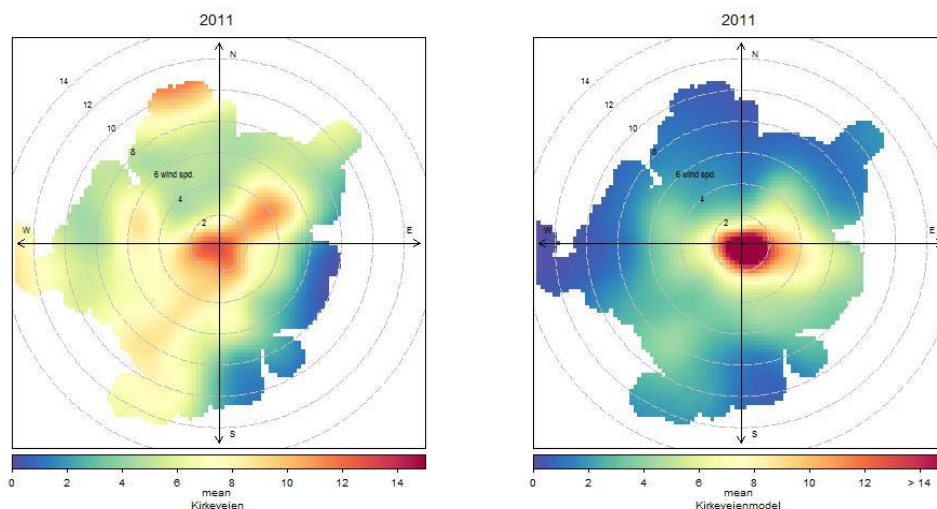 2011
N
14
12
10
8
6 wind spd.
4
2
W
E
S
0 2 4 6 8 10 12 14
mean
Kirkeveien
2011
N
14
12
10
8
6 wind spd.
4
2
W
E
S
0 2 4 6 8 10 12 > 14
mean
Kirkeveienmodel